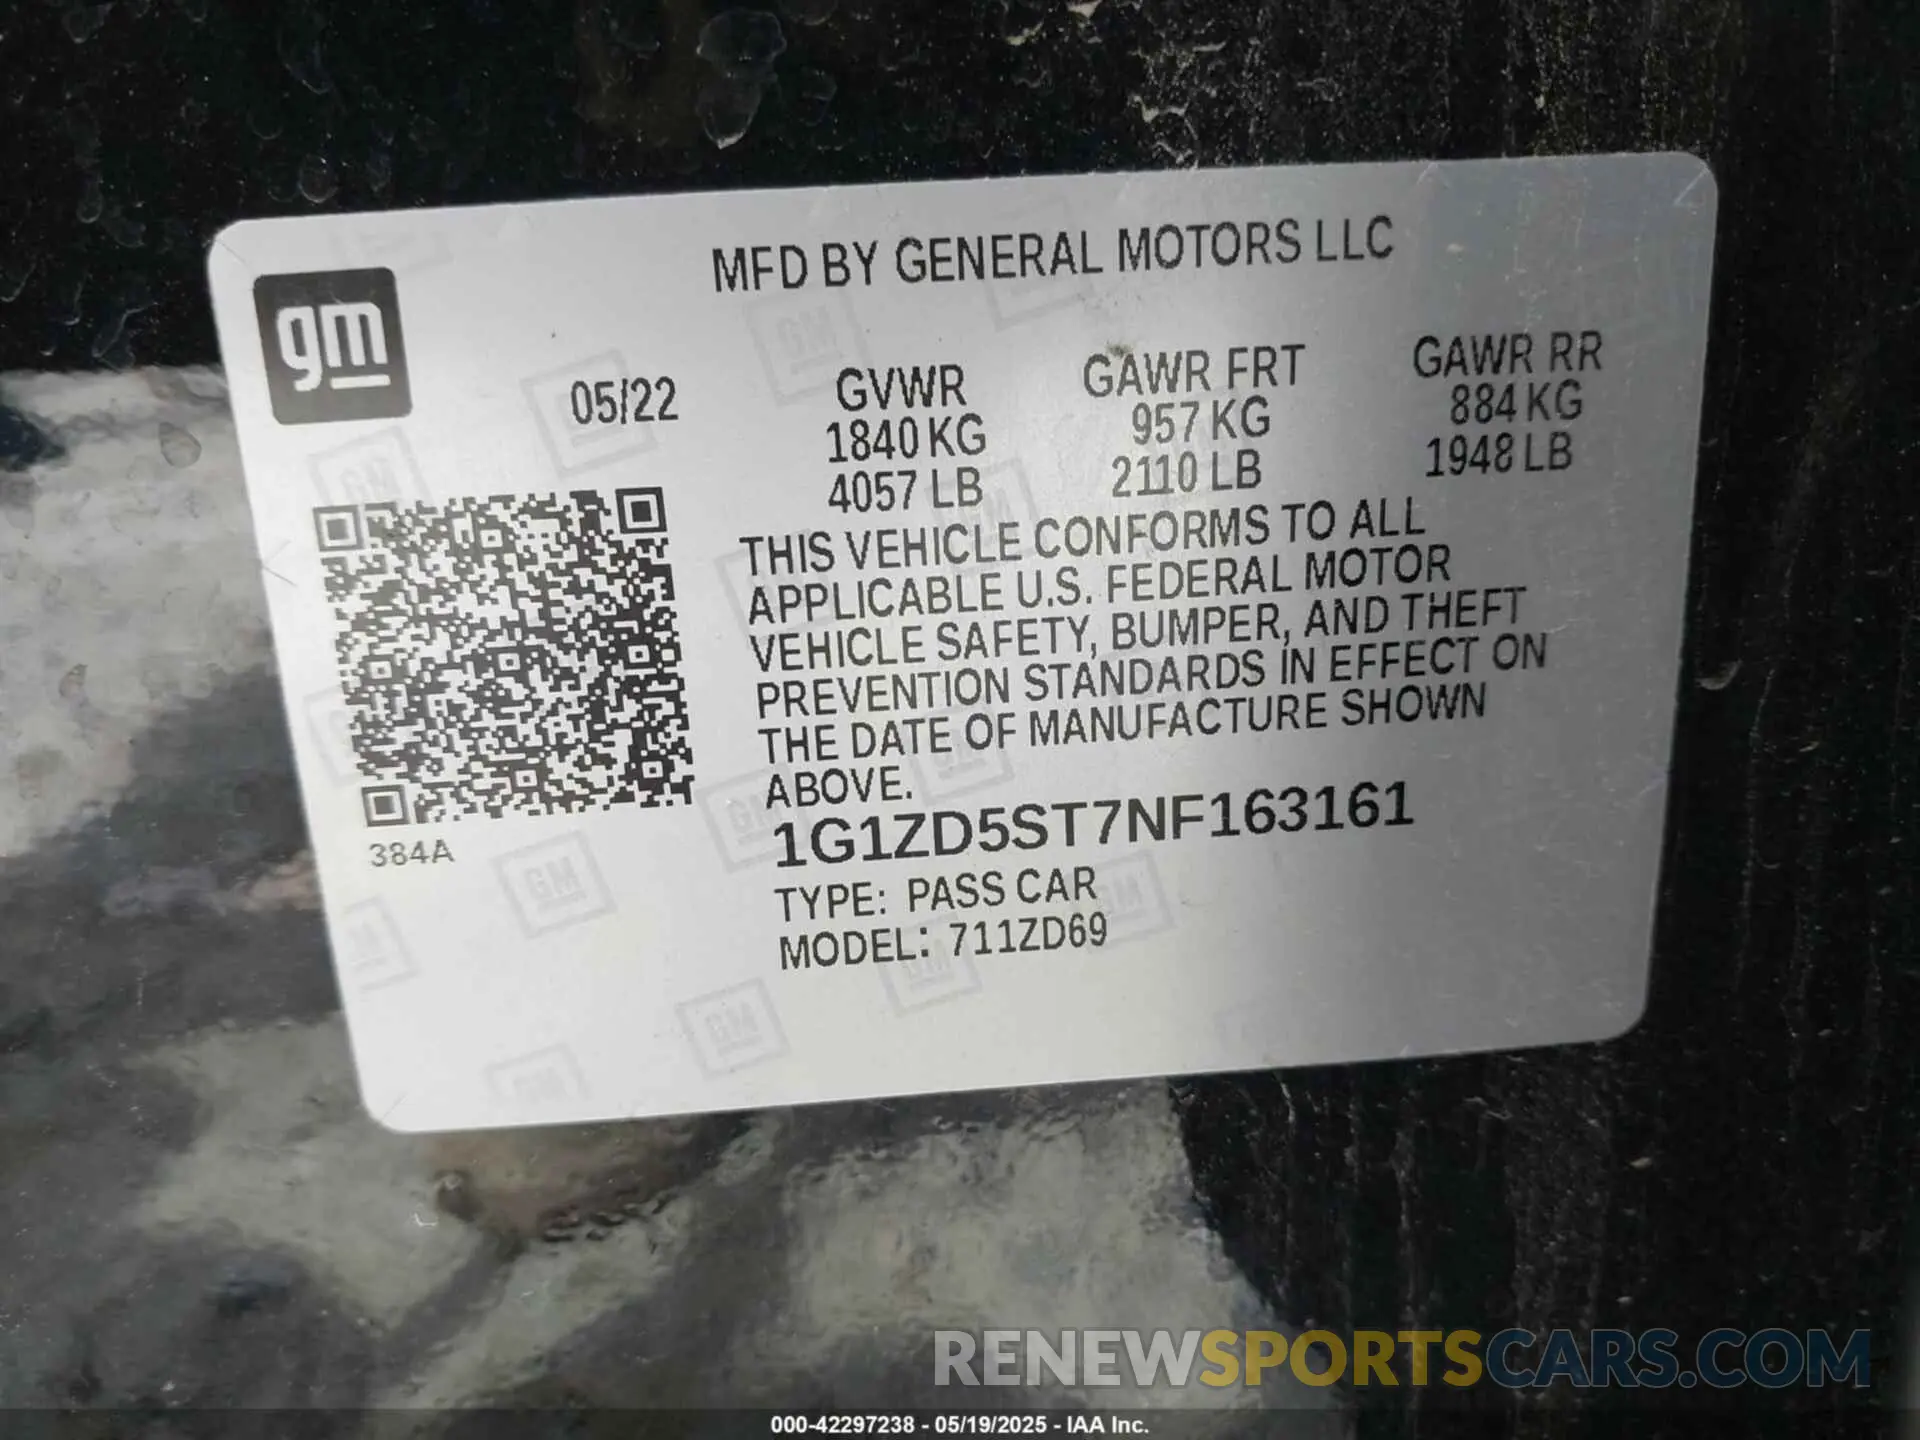 MFD BY GENERAL MOTORS LLC
gm
05/22 GVWR GAWR FRT GAWR RR
1840 KG 957 KG 884 KG
4057 LB 2110 LB 1948 LB
THIS VEHICLE CONFORMS TO ALL
APPLICABLE U.S. FEDERAL MOTOR
VEHICLE SAFETY, BUMPER, AND THEFT
PREVENTION STANDARDS IN EFFECT ON
THE DATE OF MANUFACTURE SHOWN
ABOVE.
384A
1G1ZD5ST7NF163161
TYPE: PASS CAR
MODEL: 711ZD69
RENEWSPORTSCARS.COM
000-42297238 - 05/19/2025 - IAA Inc.